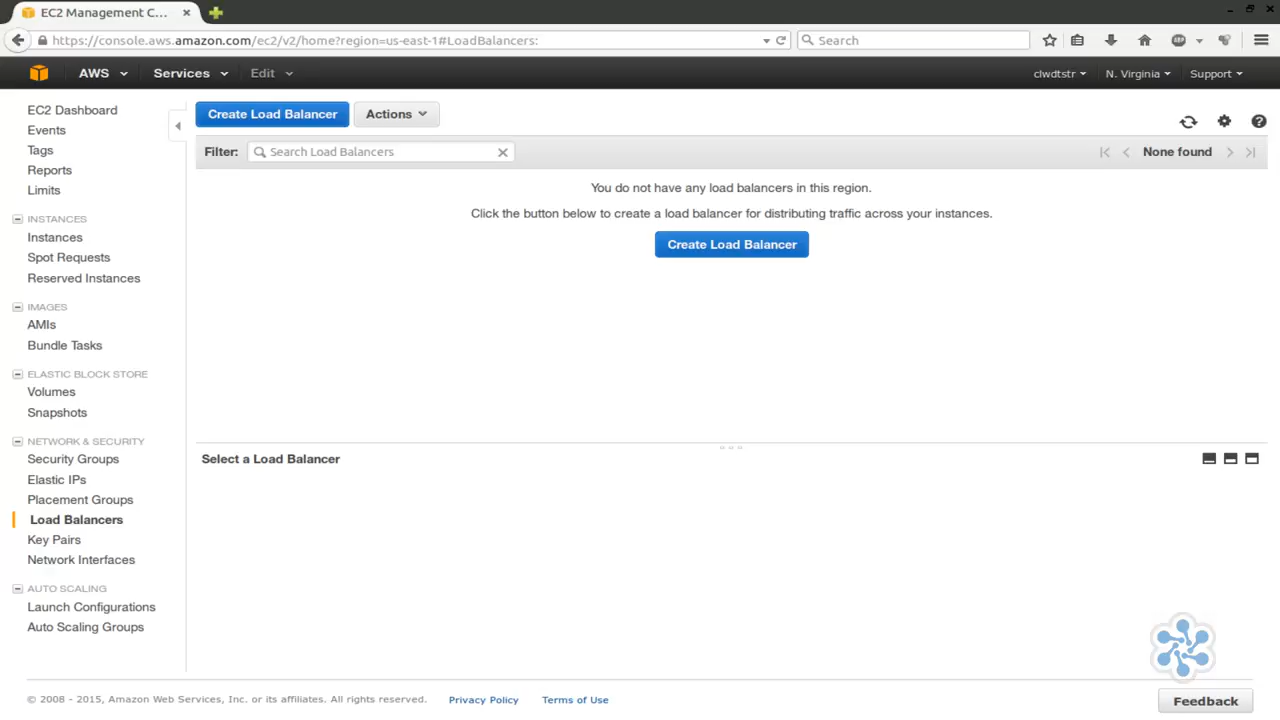 EC2 Management C...
https://console.aws.amazon.com/ec2/v2/home?region=us-east-1#LoadBalancers:
Search
AWS
Services
Edit
clwdtstr
N. Virginia
Support
EC2 Dashboard
Events
Tags
Reports
Limits
INSTANCES
Instances
Spot Requests
Reserved Instances
IMAGES
AMIs
Bundle Tasks
ELASTIC BLOCK STORE
Volumes
Snapshots
NETWORK & SECURITY
Security Groups
Elastic IPs
Placement Groups
Load Balancers
Key Pairs
Network Interfaces
AUTO SCALING
Launch Configurations
Auto Scaling Groups
Create Load Balancer
Actions
Filter:
Search Load Balancers
None found
You do not have any load balancers in this region.
Click the button below to create a load balancer for distributing traffic across your instances.
Create Load Balancer
Select a Load Balancer
© 2008 - 2015, Amazon Web Services, Inc. or its affiliates. All rights reserved.
Privacy Policy
Terms of Use
Feedback